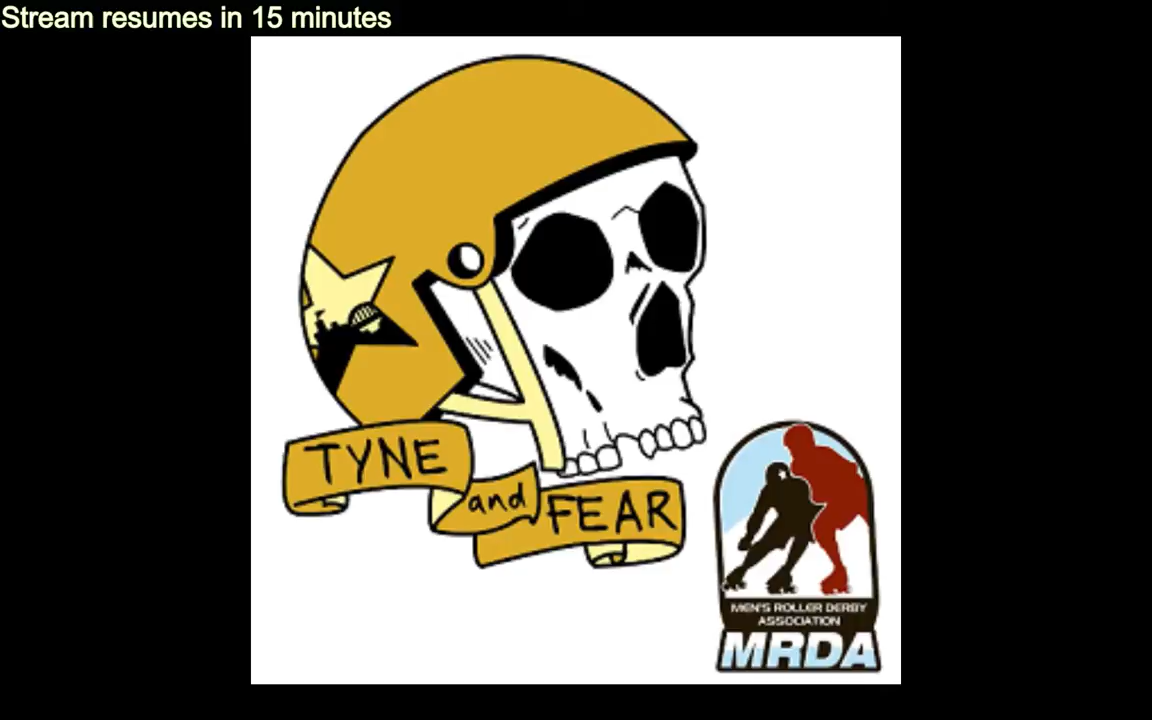 Stream resumes in 15 minutes
TYNE
and
FEAR
MEN'S ROLLER DERBY
ASSOCIATION
MRDA